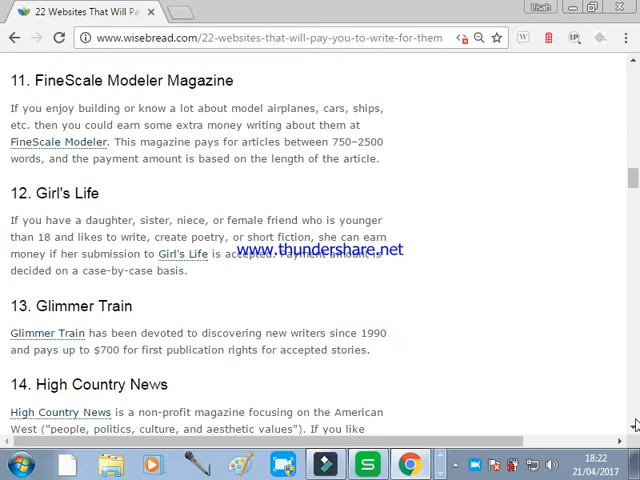 22 Websites That Will Pa
Lisah
www.wisebread.com/22-websites-that-will-pay-you-to-write-for-them
11. FineScale Modeler Magazine
If you enjoy building or know a lot about model airplanes, cars, ships,
etc. then you could earn some extra money writing about them at
FineScale Modeler. This magazine pays for articles between 750–2500
words, and the payment amount is based on the length of the article.
12. Girl's Life
If you have a daughter, sister, niece, or female friend who is younger
than 18 and likes to write, create poetry, or short fiction, she can earn
www.thundershare.net
money if her submission to Girl's Life is accepted. Payment amount is
decided on a case-by-case basis.
13. Glimmer Train
Glimmer Train has been devoted to discovering new writers since 1990
and pays up to $700 for first publication rights for accepted stories.
14. High Country News
High Country News is a non-profit magazine focusing on the American
West ("people, politics, culture, and aesthetic values"). If you like
18:22
21/04/2017